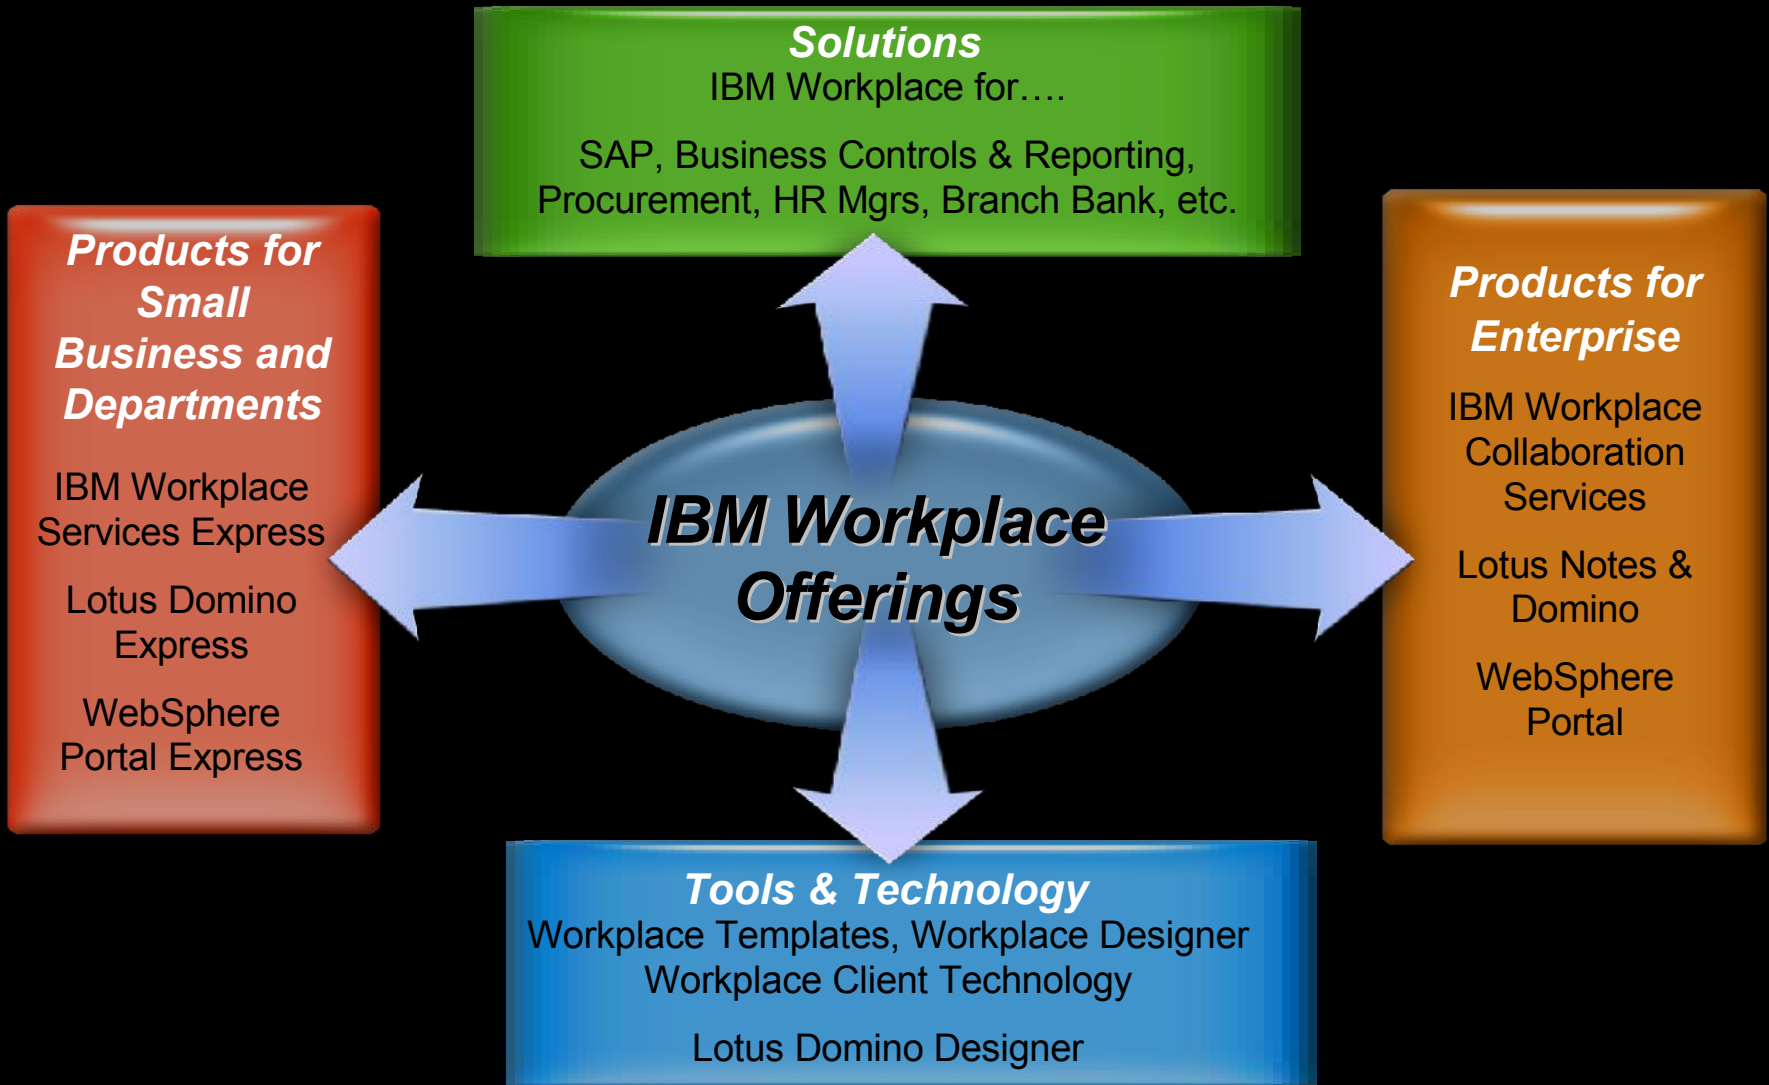 Solutions
IBM Workplace for....
SAP, Business Controls & Reporting,
Procurement, HR Mgrs, Branch Bank, etc.
Products for
Small
Business and
Departments
IBM Workplace
Services Express
Lotus Domino
Express
WebSphere
Portal Express
IBM Workplace
Offerings
Products for
Enterprise
IBM Workplace
Collaboration
Services
Lotus Notes &
Domino
WebSphere
Portal
Tools & Technology
Workplace Templates, Workplace Designer
Workplace Client Technology
Lotus Domino Designer